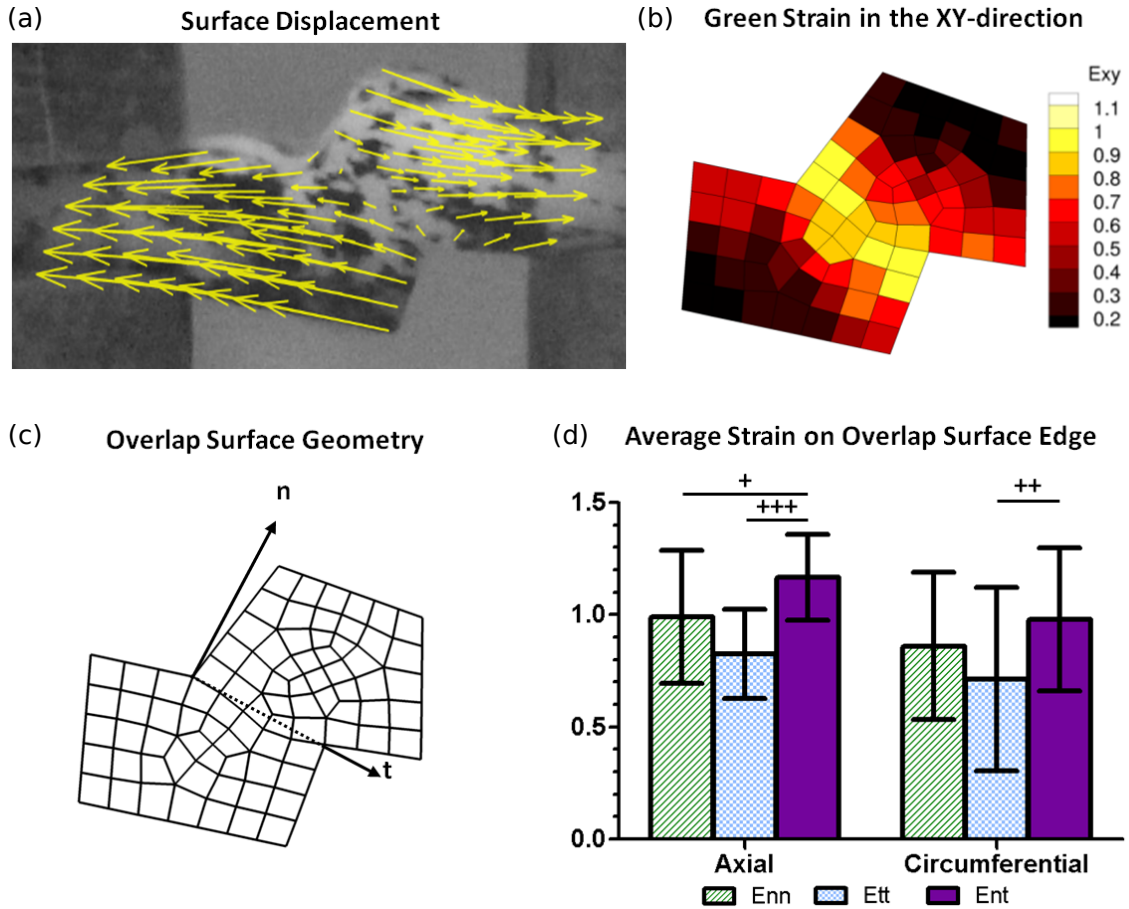 (a)
Surface Displacement
(b)
Green Strain in the XY-direction
Exy
1.1
1
0.9
0.8
0.7
0.6
0.5
0.4
0.3
0.2
(c)
Overlap Surface Geometry
n
t
(d)
Average Strain on Overlap Surface Edge
+
+++
++
1.5
1.0
0.5
0.0
Axial
Circumferential
Enn
Ett
Ent